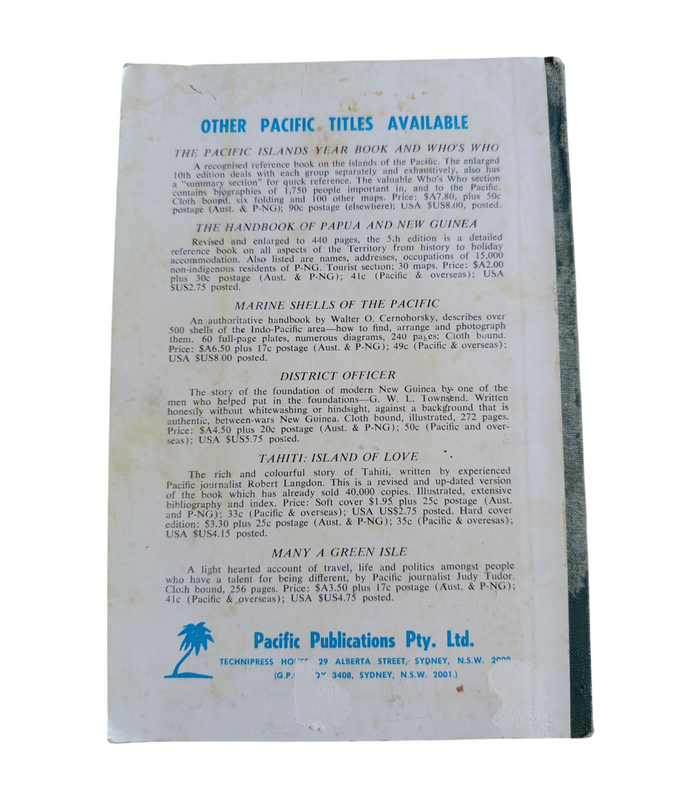 OTHER PACIFIC TITLES AVAILABLE
THE PACIFIC ISLANDS YEAR BOOK AND WHO'S WHO
A recognised reference book on the islands of the Pacific. The enlarged
10th edition deals with each group separately and exhaustively, also has
a "summary section" for quick reference. The valuable Who's Who section
contains biographies of 1,750 people important in, and to the Pacific.
Cloth bound, six folding and 100 other maps. Price: $A7.80, plus 50c
postage (Aust. & P-NG); 90c postage (elsewhere); USA $US8.00, posted.
THE HANDBOOK OF PAPUA AND NEW GUINEA
Revised and enlarged to 440 pages, the 5th edition is a detailed
reference book on all aspects of the Territory from history to holiday
accommodation. Also listed are names, addresses, occupations of 15,000
non-indigenous residents of P-NG. Tourist section; 30 maps. Price: $A2.00
plus 30c postage (Aust. & P-NG); 41c (Pacific & overseas); USA
$US2.75 posted.
MARINE SHELLS OF THE PACIFIC
An authoritative handbook by Walter O. Cernohorsky, describes over
500 shells of the Indo-Pacific area—how to find, arrange and photograph
them. 60 full-page plates, numerous diagrams, 240 pages; Cloth bound.
Price: $A6.50 plus 17c postage (Aust. & P-NG); 49c (Pacific & overseas);
USA $US8.00 posted.
DISTRICT OFFICER
The story of the foundation of modern New Guinea by one of the
men who helped put in the foundations—G. W. L. Townsend. Written
honestly without whitewashing or hindsight, against a background that is
authentic, between-wars New Guinea. Cloth bound, illustrated, 272 pages.
Price: $A4.50 plus 20c postage (Aust. & P-NG); 50c (Pacific and over-
seas); USA $US5.75 posted.
TAHITI: ISLAND OF LOVE
The rich and colourful story of Tahiti, written by experienced
Pacific journalist Robert Langdon. This is a revised and up-dated version
of the book which has already sold 40,000 copies. Illustrated, extensive
bibliography and index. Price: Soft cover $1.95 plus 25c postage (Aust.
and P-NG); 33c (Pacific & overseas); USA US$2.75 posted. Hard cover
edition: $3.30 plus 25c postage (Aust. & P-NG); 35c (Pacific & overesas);
USA $US4.15 posted.
MANY A GREEN ISLE
A light hearted account of travel, life and politics amongst people
who have a talent for being different, by Pacific journalist Judy Tudor.
Cloth bound, 256 pages. Price: $A3.50 plus 17c postage (Aust. & P-NG);
41c (Pacific & overseas); USA $US4.75 posted.
Pacific Publications Pty. Ltd.
TECHNIPRESS 29 ALBERTA STREET, SYDNEY, N.S.W.
3408, SYDNEY, N.S.W. 2001.)